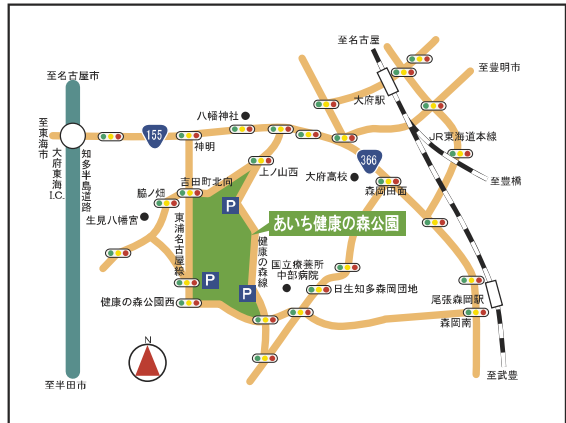 至名古屋
至名古屋市
至豊明市
大府駅
八幡神社
155
至東海市
神明
JR東海道本線
366
大府東海I.C.
知多半島道路
上ノ山西
大府高校
至豊橋
吉田町北向
森岡田面
脇ノ畑
P
生見八幡宮
あいち健康の森公園
東浦名古屋線
健康の森線
国立療養所
中部病院
P
日生知多森岡団地
P
健康の森公園西
尾張森岡駅
森岡南
N
至半田市
至武豊